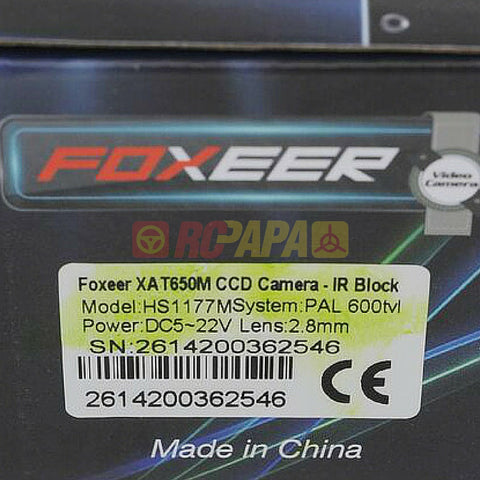 FOXEER
Video
Camera
RCPAPA
Foxeer XAT650M CCD Camera - IR Block
Model:HS1177MSystem:PAL 600tvl
Power:DC5~22V Lens:2.8mm
SN:2614200362546
2614200362546
CE
Made in China